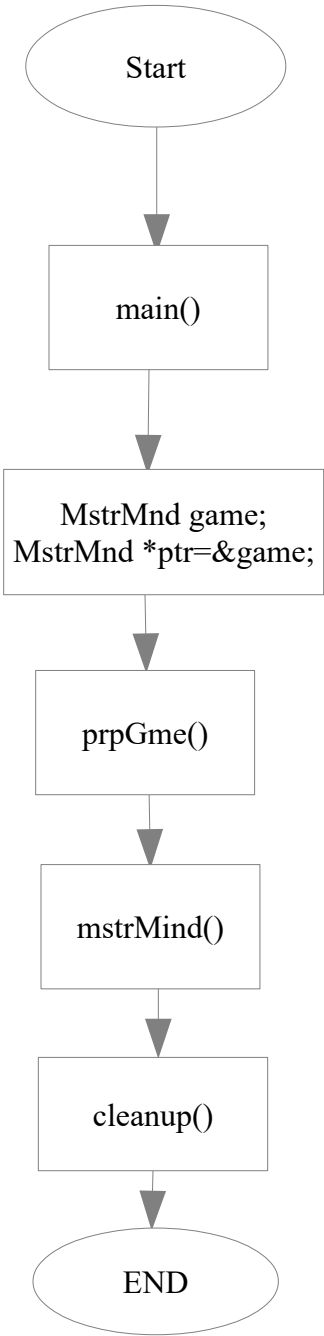 Start
main()
MstrMnd game;
MstrMnd *ptr=&game;
prpGme()
mstrMind()
cleanup()
END